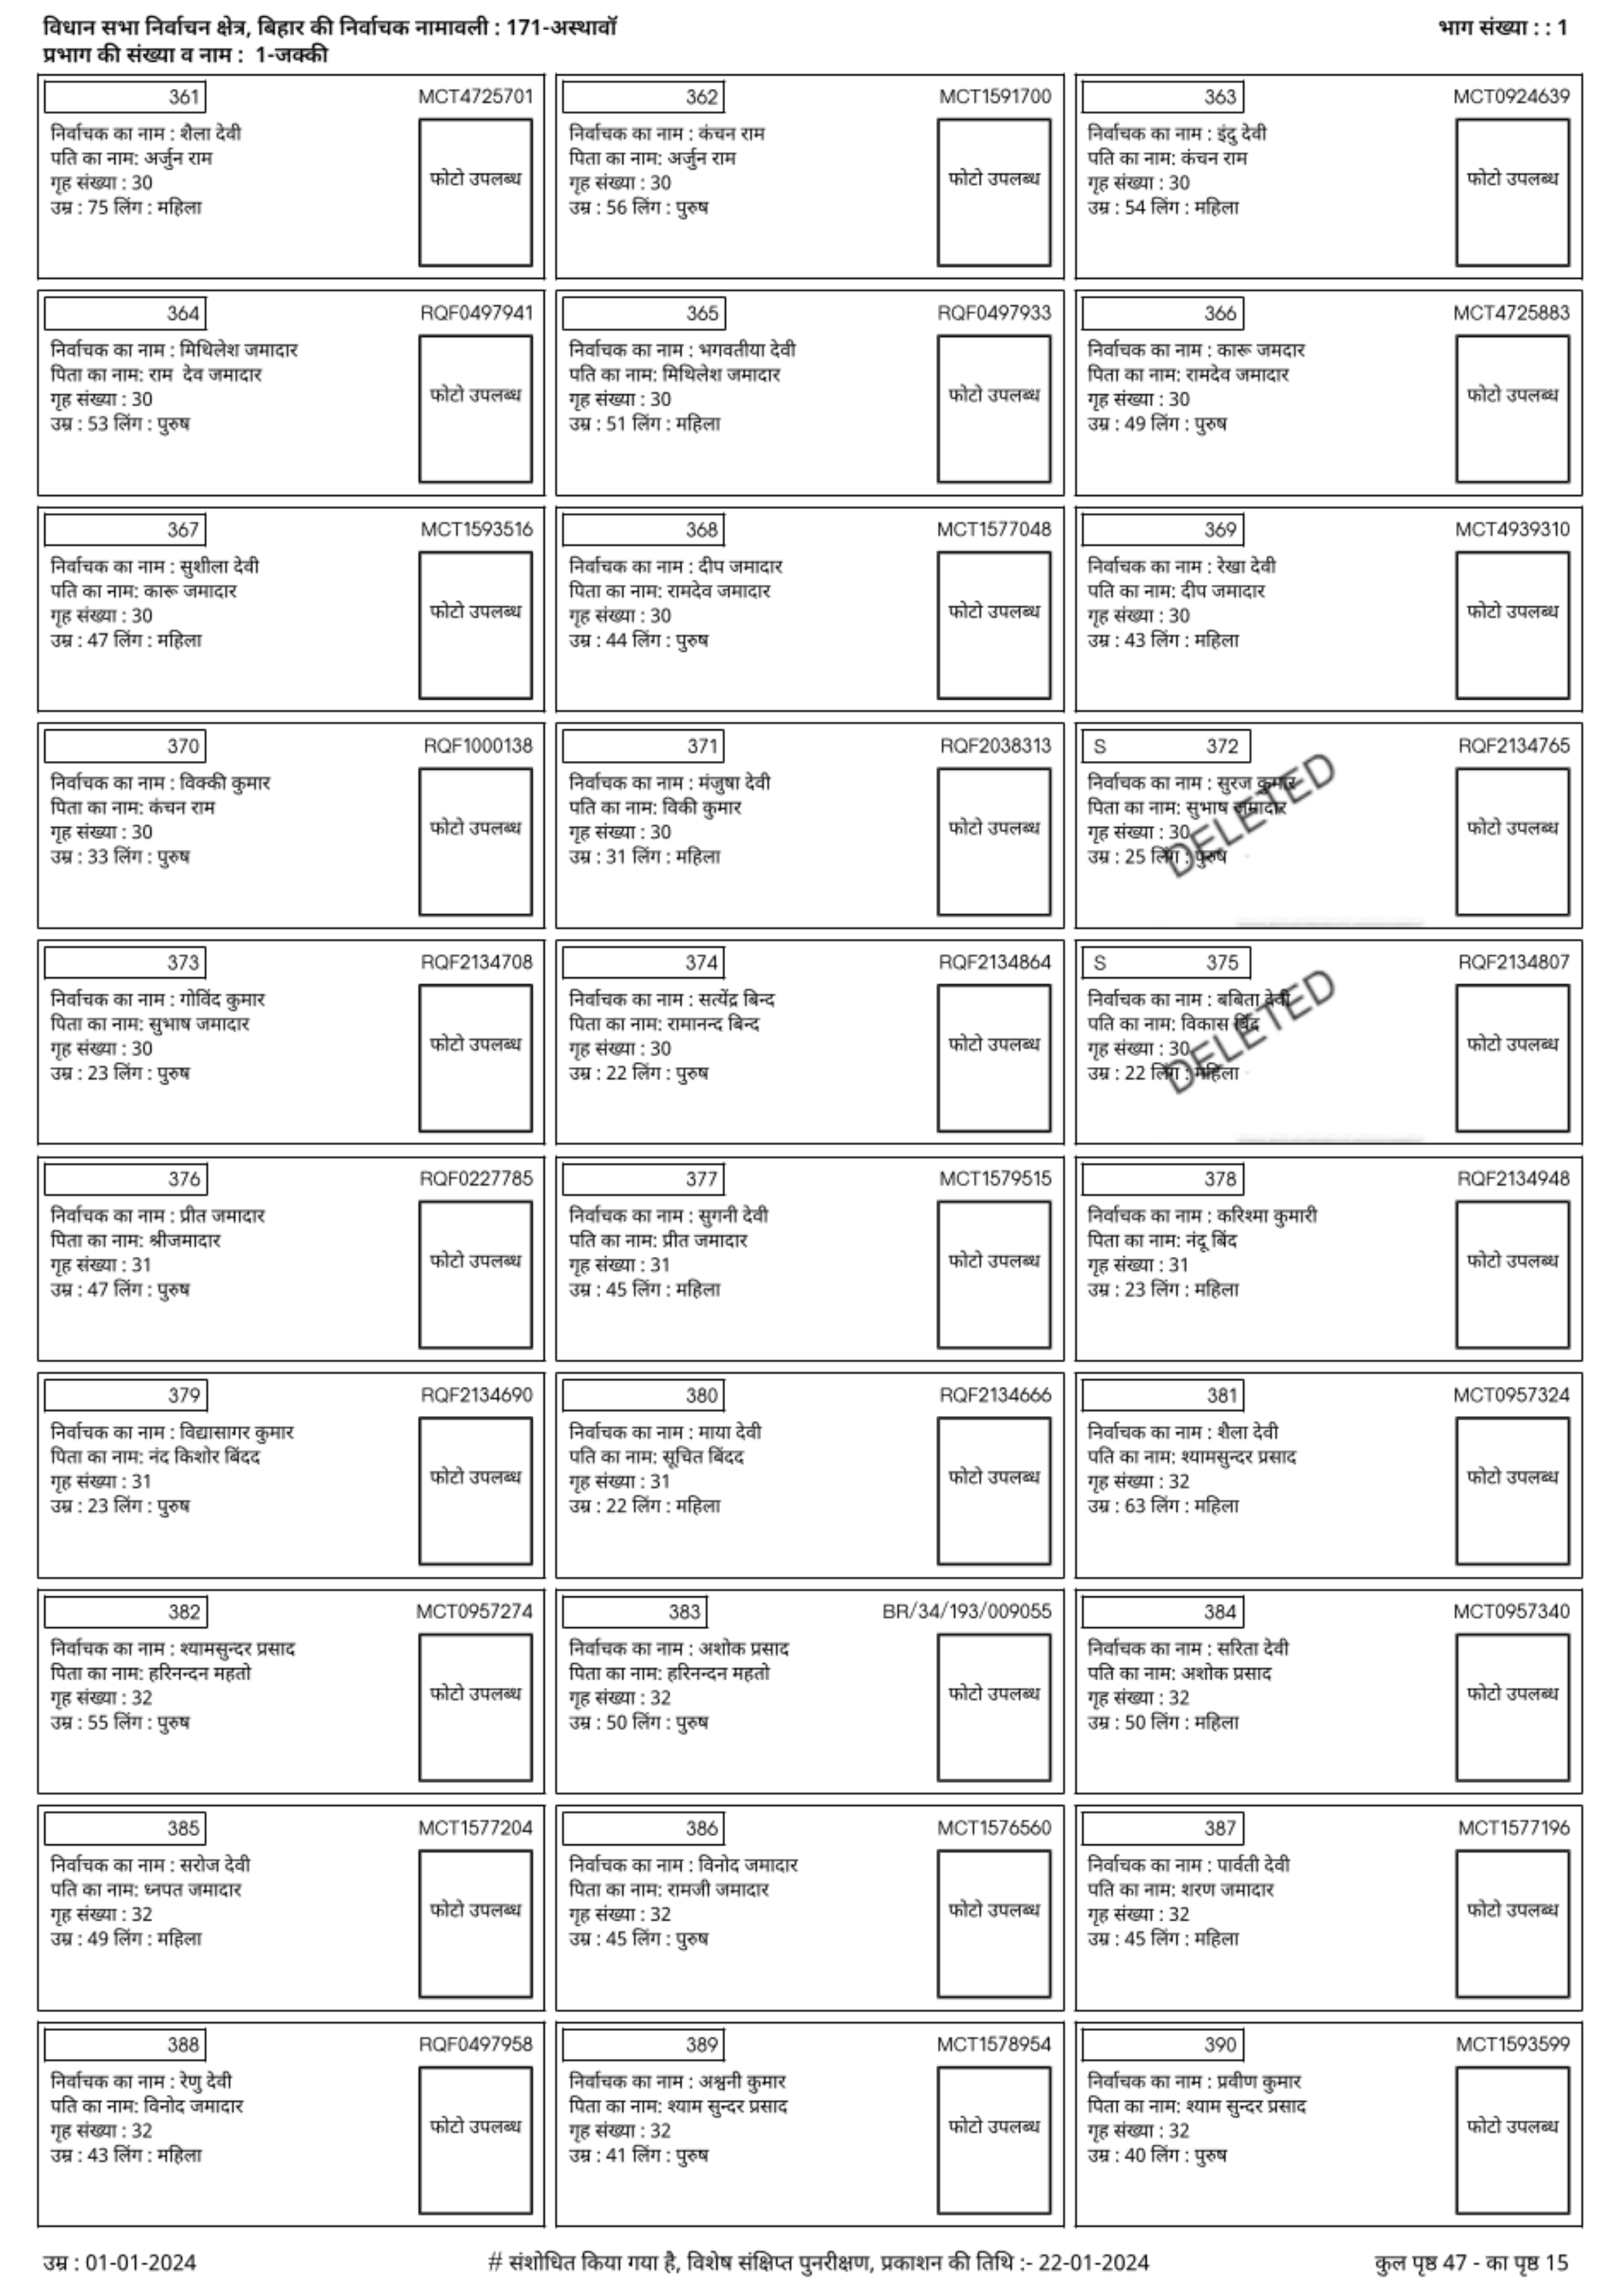 विधान सभा निर्वाचन क्षेत्र, बिहार की निर्वाचक नामावली : 171-अस्थावॉ
भाग संख्या : : 1
प्रभाग की संख्या व नाम : 1-जक्की
361 MCT4725701
निर्वाचक का नाम : शैला देवी
पति का नाम: अर्जुन राम
गृह संख्या : 30
फोटो उपलब्ध
उम्र : 75 लिंग : महिला
362 MCT1591700
निर्वाचक का नाम : कंचन राम
पिता का नाम: अर्जुन राम
गृह संख्या : 30
फोटो उपलब्ध
उम्र : 56 लिंग : पुरुष
363 MCT0924639
निर्वाचक का नाम : इंदु देवी
पति का नाम: कंचन राम
गृह संख्या : 30
फोटो उपलब्ध
उम्र : 54 लिंग : महिला
364 RQF0497941
निर्वाचक का नाम : मिथिलेश जमादार
पिता का नाम: राम देव जमादार
गृह संख्या : 30
फोटो उपलब्ध
उम्र : 53 लिंग : पुरुष
365 RQF0497933
निर्वाचक का नाम : भगवतीया देवी
पति का नाम: मिथिलेश जमादार
गृह संख्या : 30
फोटो उपलब्ध
उम्र : 51 लिंग : महिला
366 MCT4725883
निर्वाचक का नाम : कारू जमदार
पिता का नाम: रामदेव जमादार
गृह संख्या : 30
फोटो उपलब्ध
उम्र : 49 लिंग : पुरुष
367 MCT1593516
निर्वाचक का नाम : सुशीला देवी
पति का नाम: कारू जमादार
गृह संख्या : 30
फोटो उपलब्ध
उम्र : 47 लिंग : महिला
368 MCT1577048
निर्वाचक का नाम : दीप जमादार
पिता का नाम: रामदेव जमादार
गृह संख्या : 30
फोटो उपलब्ध
उम्र : 44 लिंग : पुरुष
369 MCT4939310
निर्वाचक का नाम : रेखा देवी
पति का नाम: दीप जमादार
गृह संख्या : 30
फोटो उपलब्ध
उम्र : 43 लिंग : महिला
370 RQF1000138
निर्वाचक का नाम : विक्की कुमार
पिता का नाम: कंचन राम
गृह संख्या : 30
फोटो उपलब्ध
उम्र : 33 लिंग : पुरुष
371 RQF2038313
निर्वाचक का नाम : मंजुषा देवी
पति का नाम: विकी कुमार
गृह संख्या : 30
फोटो उपलब्ध
उम्र : 31 लिंग : महिला
S 372 RQF2134765
निर्वाचक का नाम : सुरज कुमार
पिता का नाम: सुभाष जमादार
गृह संख्या : 30
फोटो उपलब्ध
उम्र : 25 लिंग : पुरुष
DELETED
373 RQF2134708
निर्वाचक का नाम : गोविंद कुमार
पिता का नाम: सुभाष जमादार
गृह संख्या : 30
फोटो उपलब्ध
उम्र : 23 लिंग : पुरुष
374 RQF2134864
निर्वाचक का नाम : सत्येंद्र बिन्द
पिता का नाम: रामानन्द बिन्द
गृह संख्या : 30
फोटो उपलब्ध
उम्र : 22 लिंग : पुरुष
S 375 RQF2134807
निर्वाचक का नाम : बबिता देवी
पति का नाम: विकास बिंद
गृह संख्या : 30
फोटो उपलब्ध
उम्र : 22 लिंग : महिला
DELETED
376 RQF0227785
निर्वाचक का नाम : प्रीत जमादार
पिता का नाम: श्रीजमादार
गृह संख्या : 31
फोटो उपलब्ध
उम्र : 47 लिंग : पुरुष
377 MCT1579515
निर्वाचक का नाम : सुगनी देवी
पति का नाम: प्रीत जमादार
गृह संख्या : 31
फोटो उपलब्ध
उम्र : 45 लिंग : महिला
378 RQF2134948
निर्वाचक का नाम : करिश्मा कुमारी
पिता का नाम: नंदू बिंद
गृह संख्या : 31
फोटो उपलब्ध
उम्र : 23 लिंग : महिला
379 RQF2134690
निर्वाचक का नाम : विद्यासागर कुमार
पिता का नाम: नंद किशोर बिंदद
गृह संख्या : 31
फोटो उपलब्ध
उम्र : 23 लिंग : पुरुष
380 RQF2134666
निर्वाचक का नाम : माया देवी
पति का नाम: सूचित बिंदद
गृह संख्या : 31
फोटो उपलब्ध
उम्र : 22 लिंग : महिला
381 MCT0957324
निर्वाचक का नाम : शैला देवी
पति का नाम: श्यामसुन्दर प्रसाद
गृह संख्या : 32
फोटो उपलब्ध
उम्र : 63 लिंग : महिला
382 MCT0957274
निर्वाचक का नाम : श्यामसुन्दर प्रसाद
पिता का नाम: हरिनन्दन महतो
गृह संख्या : 32
फोटो उपलब्ध
उम्र : 55 लिंग : पुरुष
383 BR/34/193/009055
निर्वाचक का नाम : अशोक प्रसाद
पिता का नाम: हरिनन्दन महतो
गृह संख्या : 32
फोटो उपलब्ध
उम्र : 50 लिंग : पुरुष
384 MCT0957340
निर्वाचक का नाम : सरिता देवी
पति का नाम: अशोक प्रसाद
गृह संख्या : 32
फोटो उपलब्ध
उम्र : 50 लिंग : महिला
385 MCT1577204
निर्वाचक का नाम : सरोज देवी
पति का नाम: ध्नपत जमादार
गृह संख्या : 32
फोटो उपलब्ध
उम्र : 49 लिंग : महिला
386 MCT1576560
निर्वाचक का नाम : विनोद जमादार
पिता का नाम: रामजी जमादार
गृह संख्या : 32
फोटो उपलब्ध
उम्र : 45 लिंग : पुरुष
387 MCT1577196
निर्वाचक का नाम : पार्वती देवी
पति का नाम: शरण जमादार
गृह संख्या : 32
फोटो उपलब्ध
उम्र : 45 लिंग : महिला
388 RQF0497958
निर्वाचक का नाम : रेणु देवी
पति का नाम: विनोद जमादार
गृह संख्या : 32
फोटो उपलब्ध
उम्र : 43 लिंग : महिला
389 MCT1578954
निर्वाचक का नाम : अश्वनी कुमार
पिता का नाम: श्याम सुन्दर प्रसाद
गृह संख्या : 32
फोटो उपलब्ध
उम्र : 41 लिंग : पुरुष
390 MCT1593599
निर्वाचक का नाम : प्रवीण कुमार
पिता का नाम: श्याम सुन्दर प्रसाद
गृह संख्या : 32
फोटो उपलब्ध
उम्र : 40 लिंग : पुरुष
उम्र : 01-01-2024
# संशोधित किया गया है, विशेष संक्षिप्त पुनरीक्षण, प्रकाशन की तिथि :- 22-01-2024
कुल पृष्ठ 47 - का पृष्ठ 15